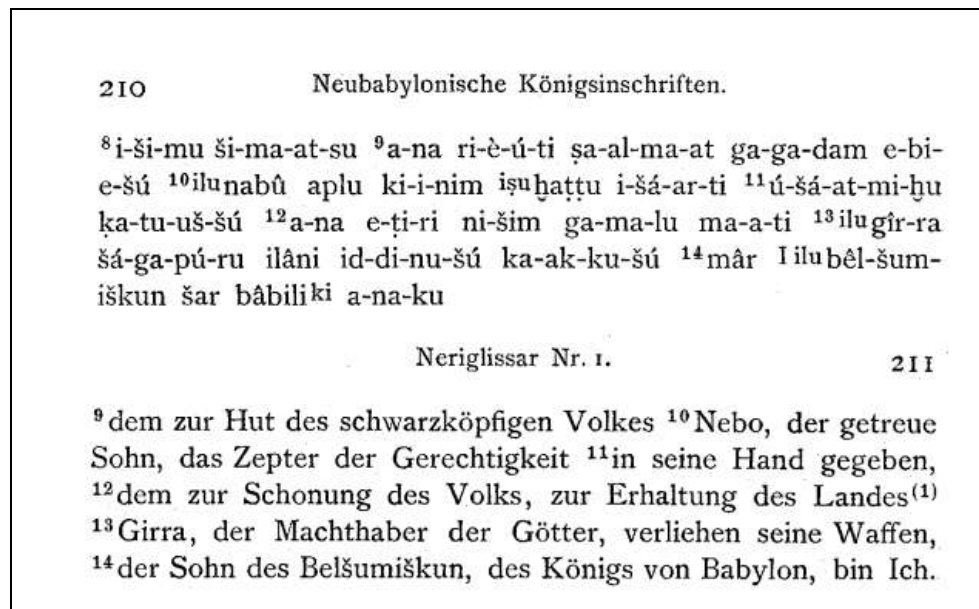 210 Neubabylonische Königsinschriften.
⁸i-ši-mu ši-ma-at-su ⁹a-na ri-è-ú-ti ṣa-al-ma-at ga-ga-dam e-bi-
e-šú ¹⁰ⁱˡᵘnabû aplu ki-i-nim iṣuḫaṭṭu i-šá-ar-ti ¹¹ú-šá-at-mi-ḫu
ḳa-tu-uš-šú ¹²a-na e-ṭi-ri ni-šim ga-ma-lu ma-a-ti ¹³ⁱˡᵘgîr-ra
šá-ga-pú-ru ilâni id-di-nu-šú ka-ak-ku-šú ¹⁴mâr I ilu bêl-šum-
iškun šar bâbiliki a-na-ku
Neriglissar Nr. 1. 211
⁹dem zur Hut des schwarzköpfigen Volkes ¹⁰Nebo, der getreue
Sohn, das Zepter der Gerechtigkeit ¹¹in seine Hand gegeben,
¹²dem zur Schonung des Volks, zur Erhaltung des Landes⁽¹⁾
¹³Girra, der Machthaber der Götter, verliehen seine Waffen,
¹⁴der Sohn des Belšumiškun, des Königs von Babylon, bin Ich.